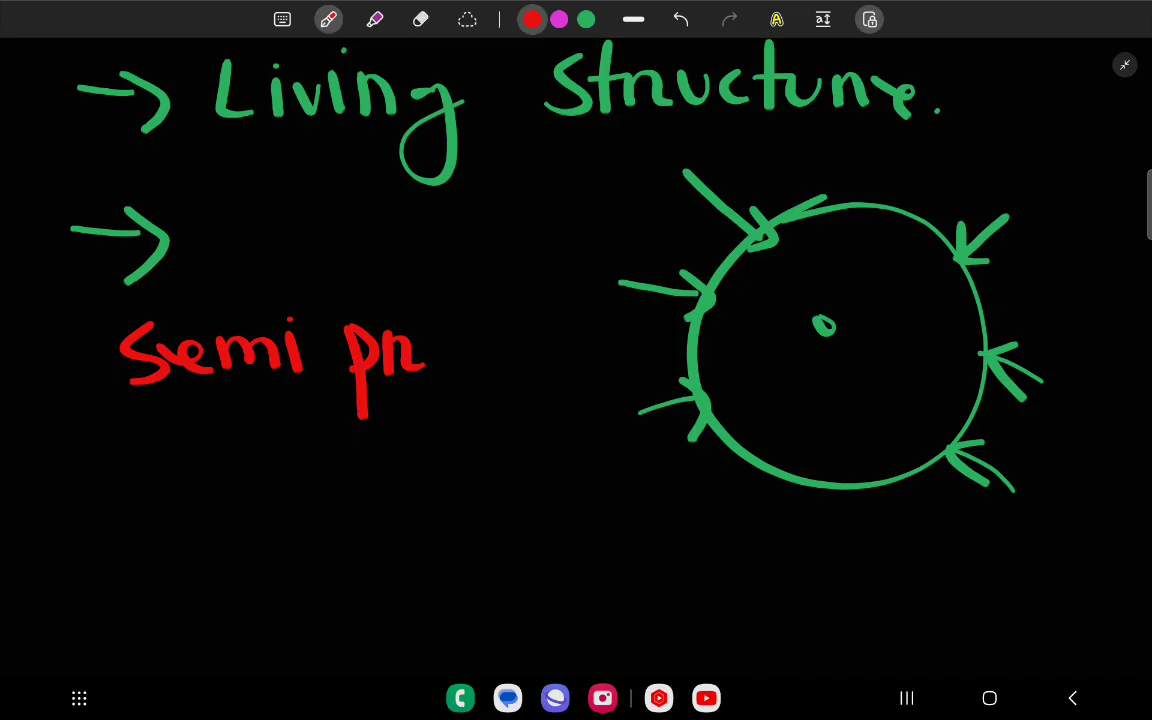 → Living Structure.
→
Semi pr